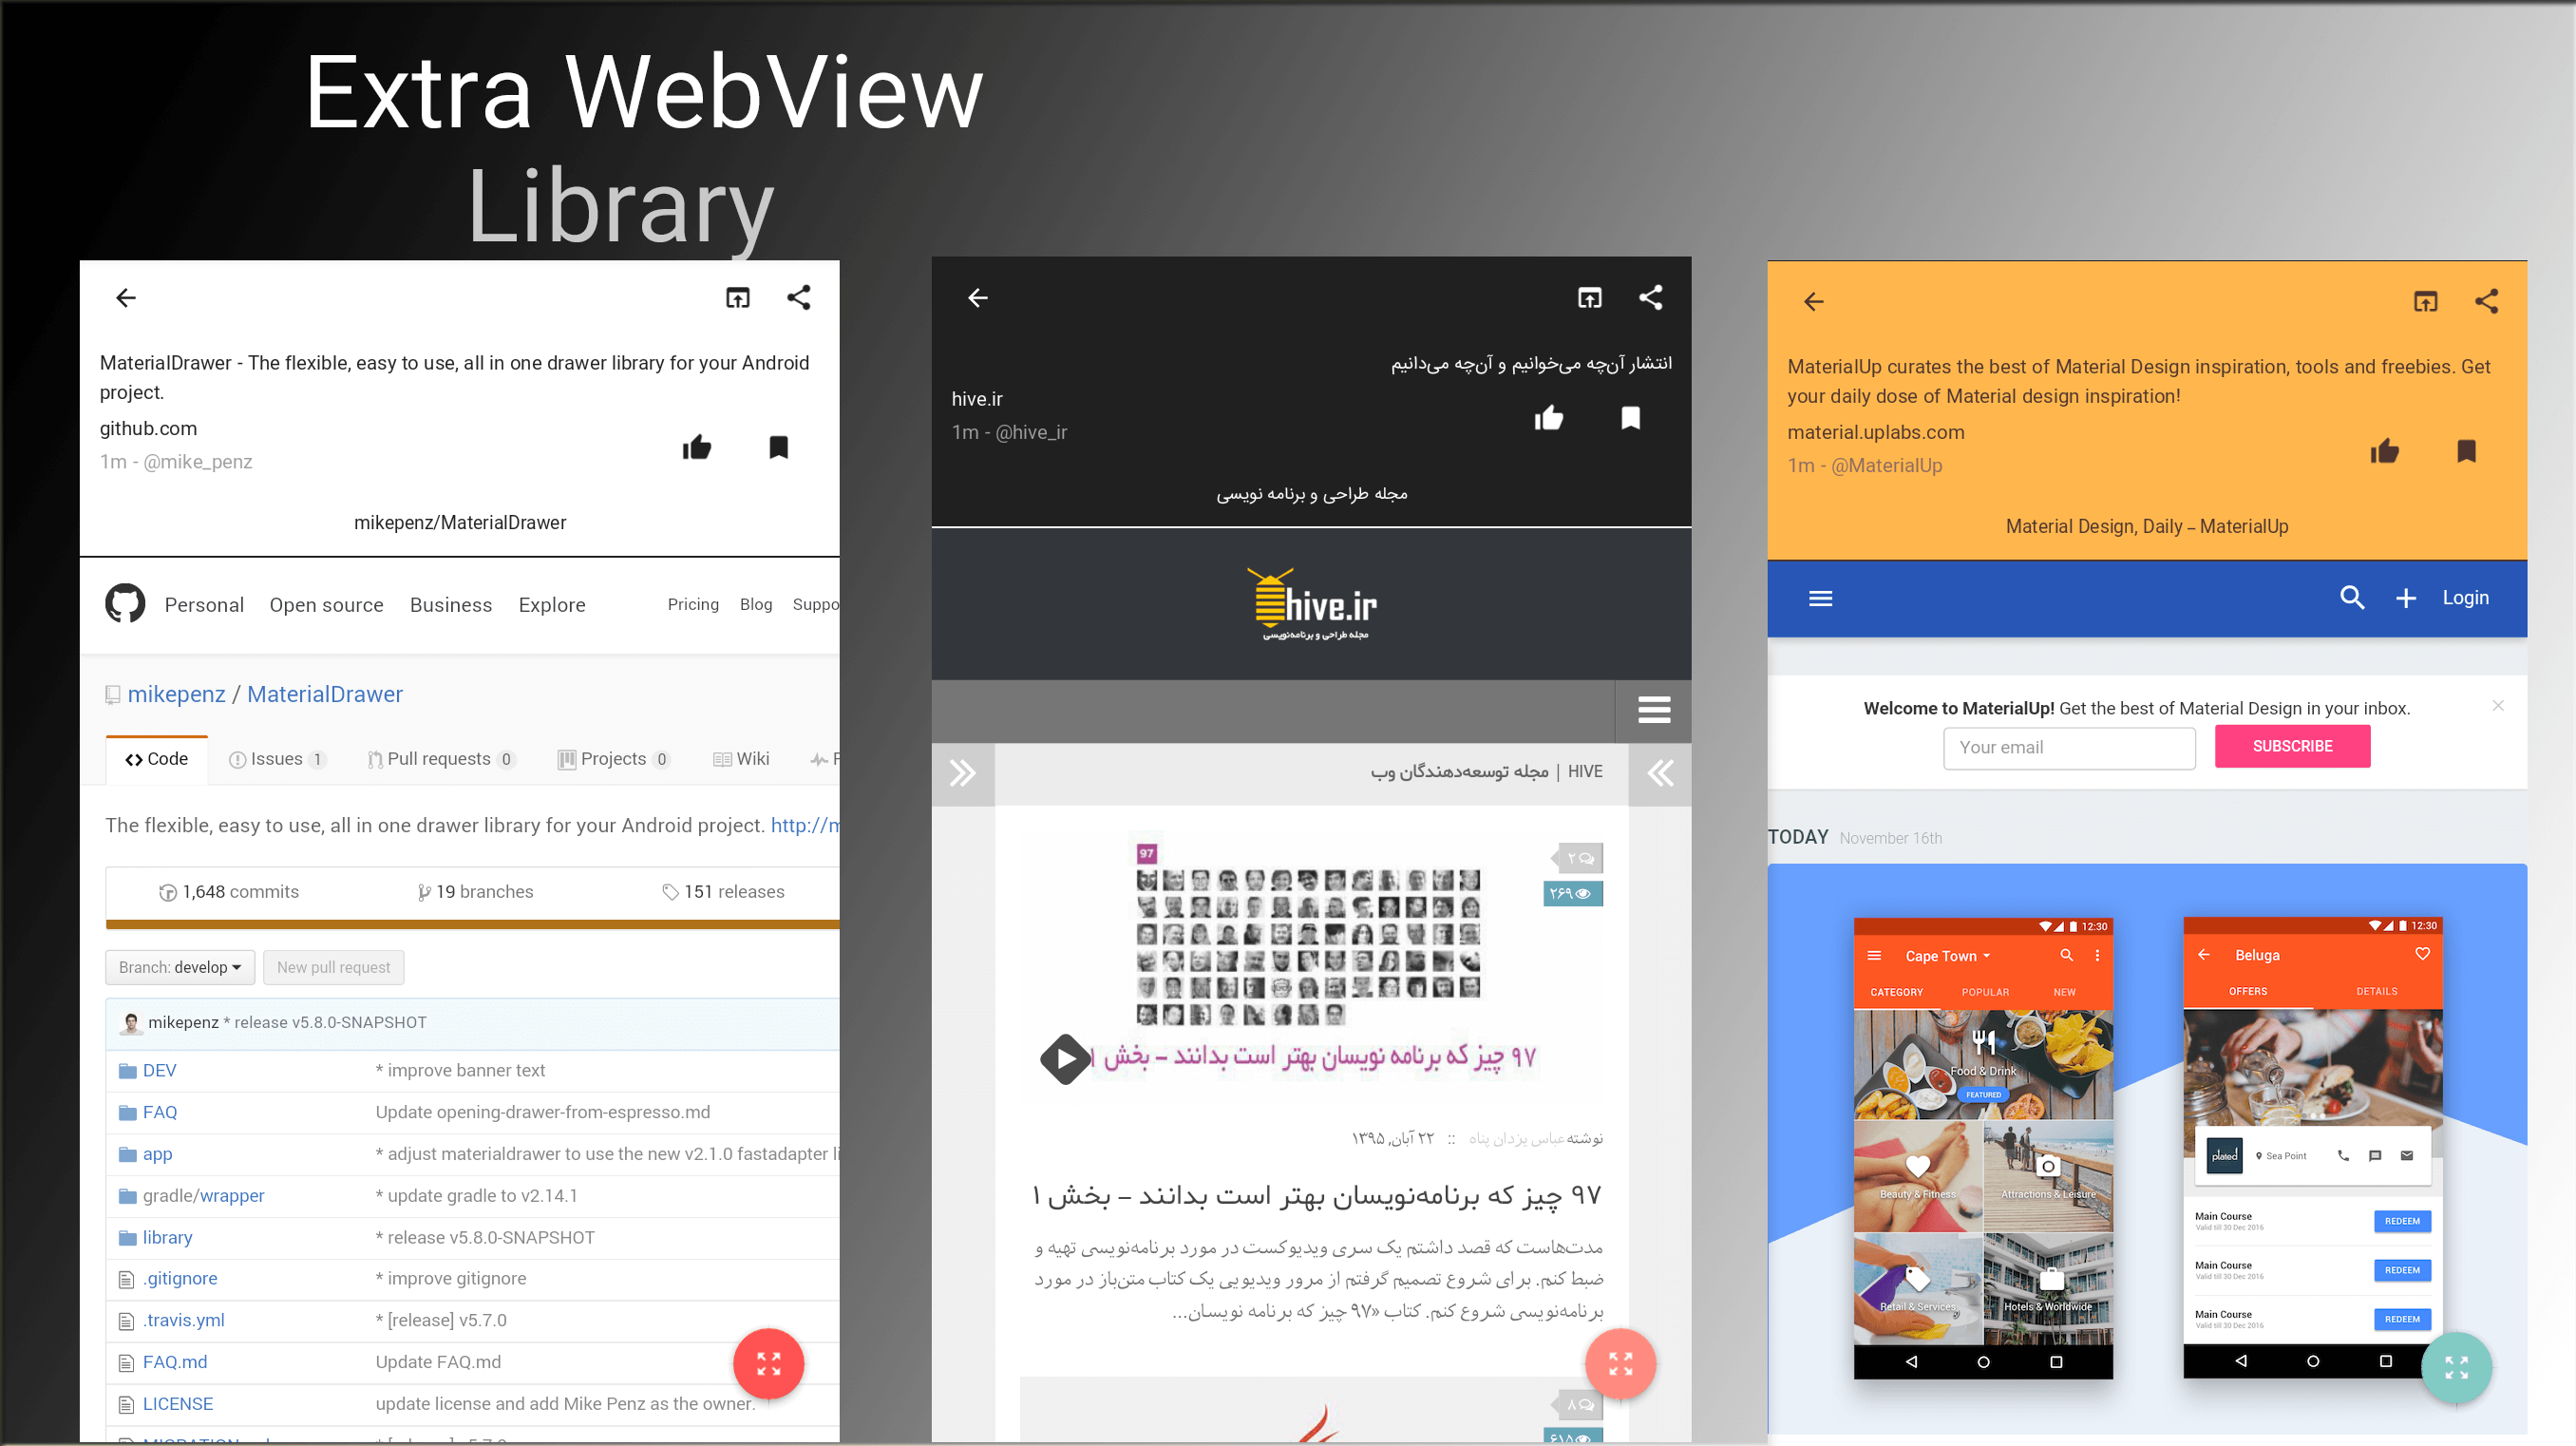 Extra WebView
Library
MaterialDrawer - The flexible, easy to use, all in one drawer library for your Android
project.
github.com
1m - @mike_penz
mikepenz/MaterialDrawer
Personal Open source Business Explore Pricing Blog Suppo
mikepenz / MaterialDrawer
Code Issues 1 Pull requests 0 Projects 0 Wiki
The flexible, easy to use, all in one drawer library for your Android project. http://m
1,648 commits 19 branches 151 releases
Branch: develop New pull request
mikepenz * release v5.8.0-SNAPSHOT
DEV * improve banner text
FAQ Update opening-drawer-from-espresso.md
app * adjust materialdrawer to use the new v2.1.0 fastadapter li
gradle/wrapper * update gradle to v2.14.1
library * release v5.8.0-SNAPSHOT
.gitignore * improve gitignore
.travis.yml * [release] v5.7.0
FAQ.md Update FAQ.md
LICENSE update license and add Mike Penz as the owner.
انتشار آن‌چه می‌خوانیم و آن‌چه می‌دانیم
hive.ir
1m - @hive_ir
مجله طراحی و برنامه نویسی
hive.ir
مجله طراحی و برنامه‌نویسی
HIVE | مجله توسعه‌دهندگان وب
97
۲
۲۶۹
۹۷ چیز که برنامه نویسان بهتر است بدانند – بخش ۱
نوشته عباس یزدان پناه :: ۲۲ آبان, ۱۳۹۵
۹۷ چیز که برنامه‌نویسان بهتر است بدانند – بخش ۱
مدت‌هاست که قصد داشتم یک سری ویدیوکست در مورد برنامه‌نویسی تهیه و
ضبط کنم. برای شروع تصمیم گرفتم از مرور ویدیویی یک کتاب متن‌باز در مورد
برنامه‌نویسی شروع کنم. کتاب «۹۷ چیز که برنامه نویسان...
۸
۶۱۵
MaterialUp curates the best of Material Design inspiration, tools and freebies. Get
your daily dose of Material design inspiration!
material.uplabs.com
1m - @MaterialUp
Material Design, Daily – MaterialUp
Login
Welcome to MaterialUp! Get the best of Material Design in your inbox.
Your email SUBSCRIBE
TODAY November 16th
12:30
Cape Town
CATEGORY POPULAR NEW
Food & Drink
FEATURED
Beauty & Fitness Attractions & Leisure
Retail & Services Hotels & Worldwide
12:30
Beluga
OFFERS DETAILS
plated Sea Point
Main Course
Valid till 30 Dec 2016
REDEEM
Main Course
Valid till 30 Dec 2016
REDEEM
Main Course
Valid till 30 Dec 2016
REDEEM